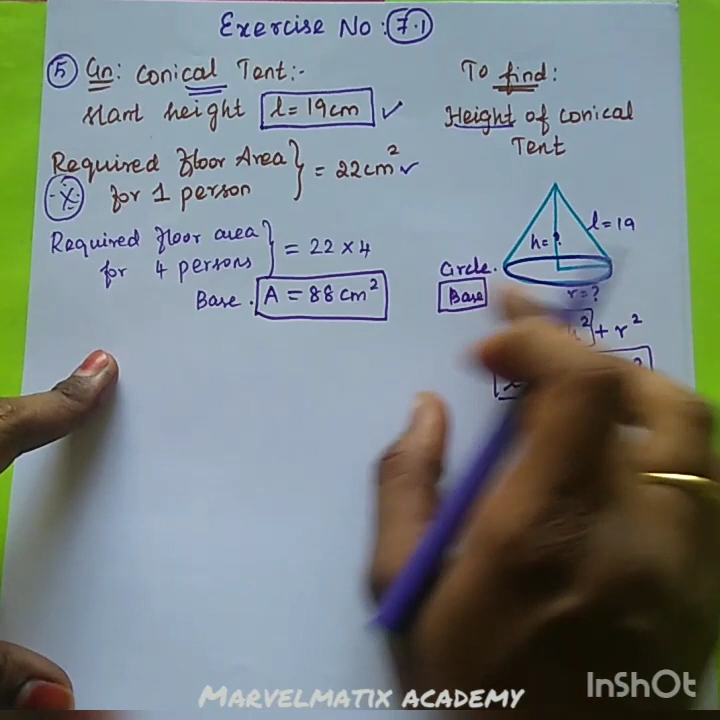 Exercise No : 7.1
5 Gn: Conical Tent:-
slant height l = 19cm ✓
Required Floor Area
for 1 person } = 22cm² ✓
Required Floor area
for 4 persons } = 22 × 4
Base. A = 88 cm²
To find:
Height of conical
Tent
l = 19
h = ?
Circle.
Base
r = ?
h² + r²
MARVELMATIX ACADEMY
InShOt